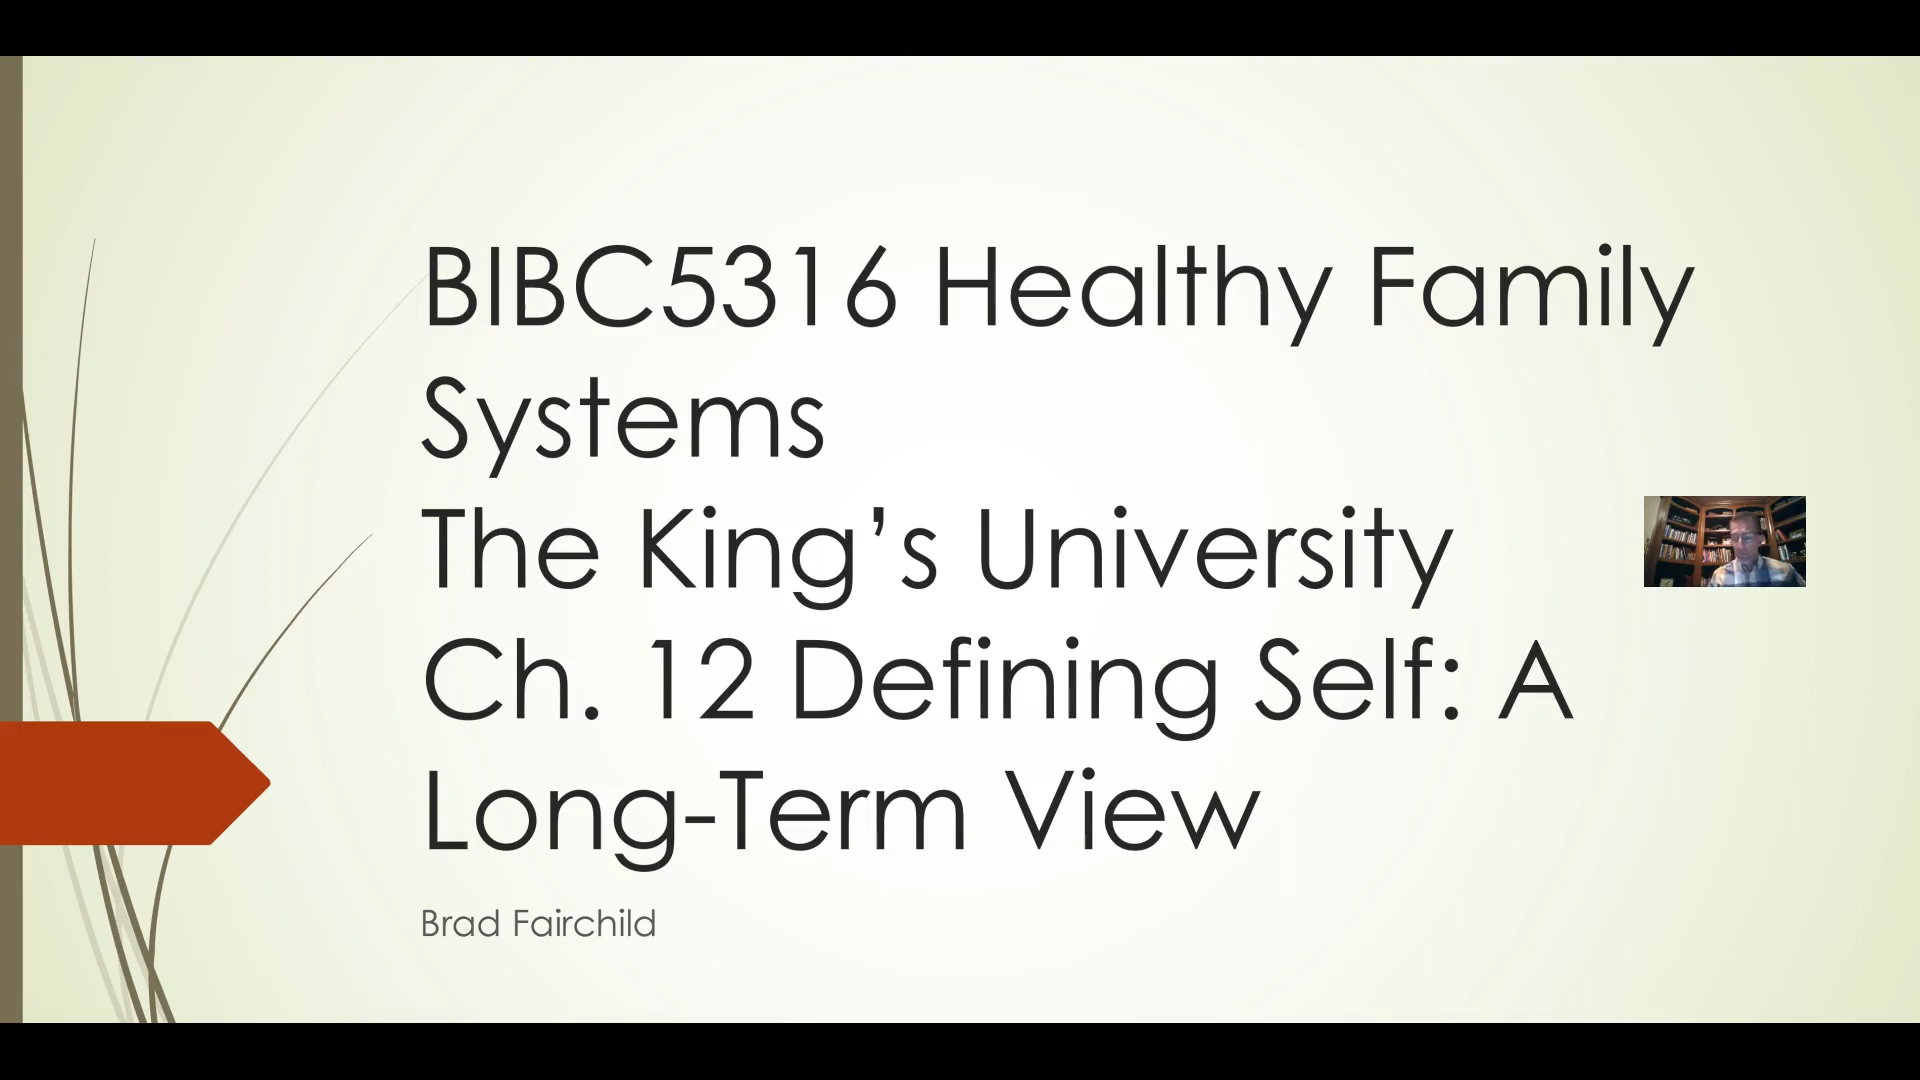 BIBC5316 Healthy Family
Systems
The King’s University
Ch. 12 Defining Self: A
Long-Term View
Brad Fairchild